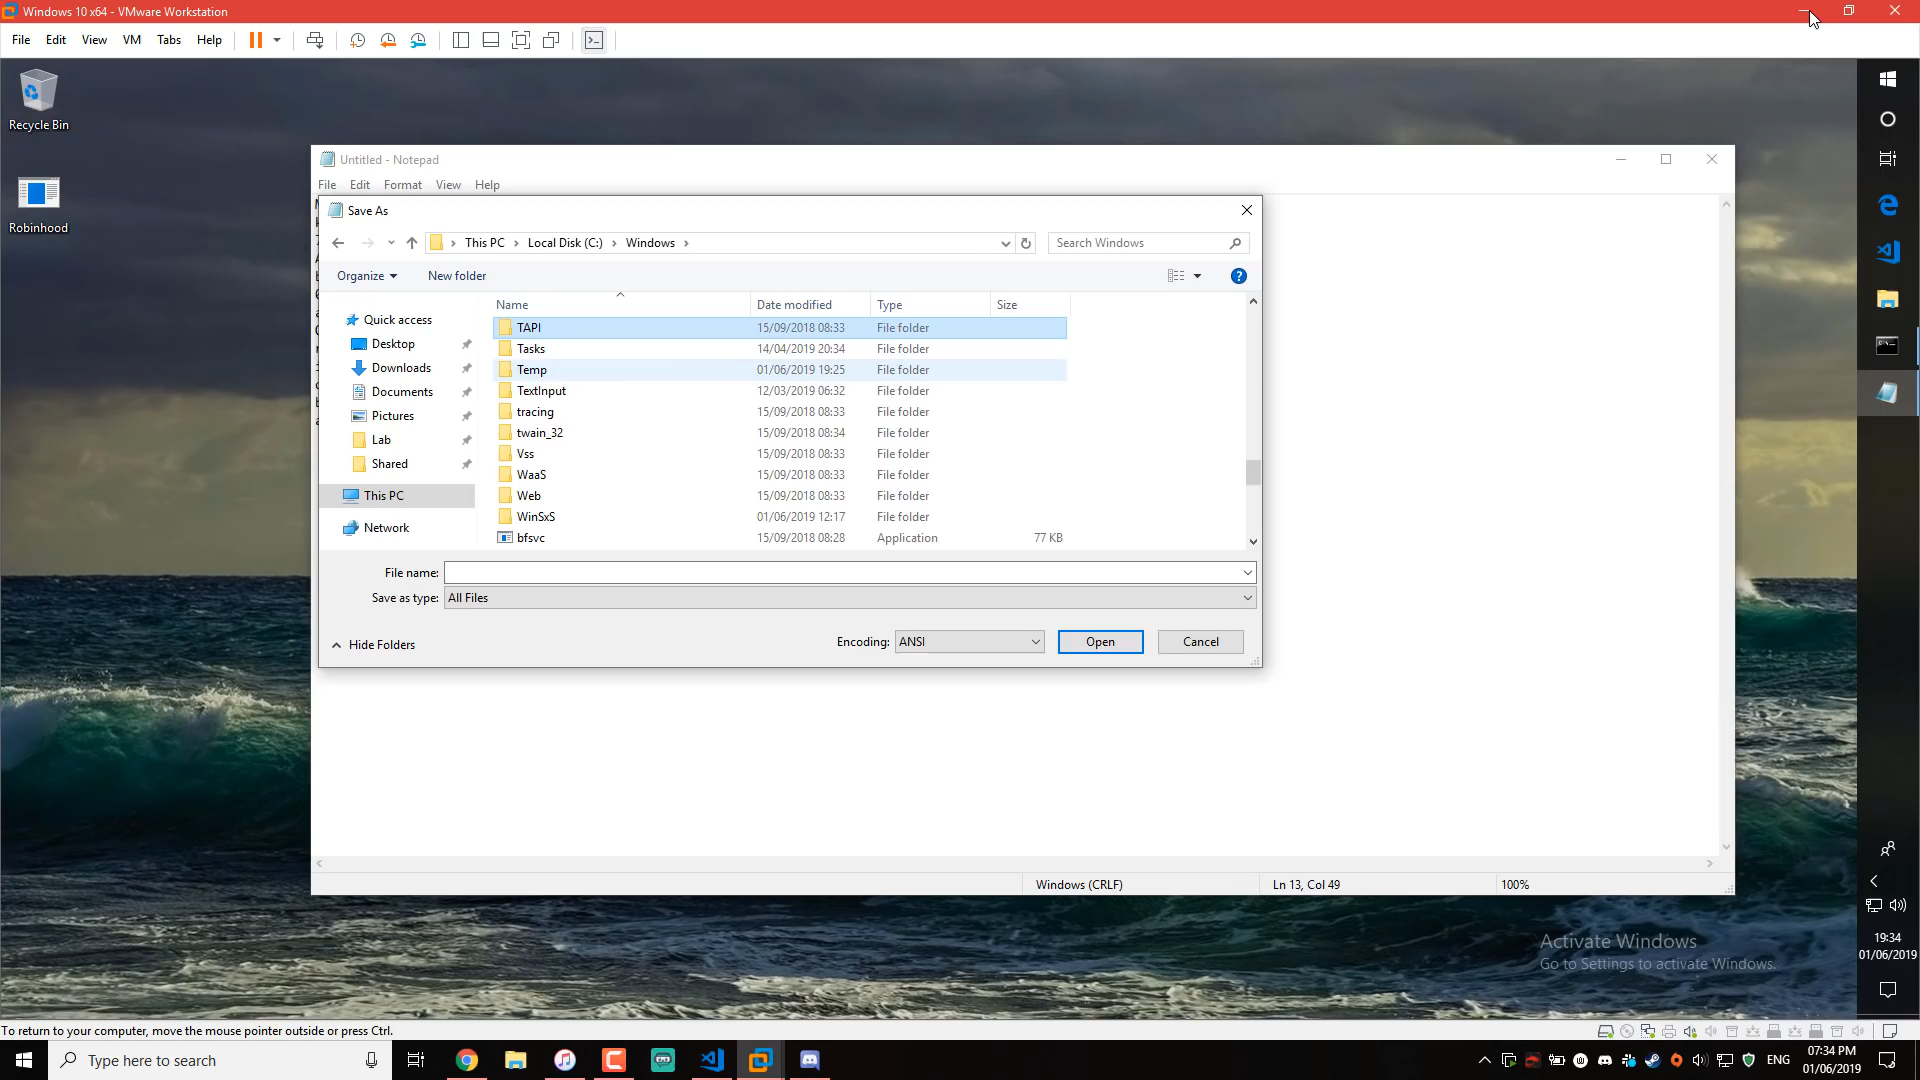 Windows 10 x64 - VMware Workstation
File Edit View VM Tabs Help
Recycle Bin
Robinhood
Untitled - Notepad
File Edit Format View Help
Save As
This PC Local Disk (C:) Windows
Search Windows
Organize New folder
Name Date modified Type Size
Quick access
Desktop
Downloads
Documents
Pictures
Lab
Shared
This PC
Network
TAPI 15/09/2018 08:33 File folder
Tasks 14/04/2019 20:34 File folder
Temp 01/06/2019 19:25 File folder
TextInput 12/03/2019 06:32 File folder
tracing 15/09/2018 08:33 File folder
twain_32 15/09/2018 08:34 File folder
Vss 15/09/2018 08:33 File folder
WaaS 15/09/2018 08:33 File folder
Web 15/09/2018 08:33 File folder
WinSxS 01/06/2019 12:17 File folder
bfsvc 15/09/2018 08:28 Application 77 KB
File name:
Save as type: All Files
Hide Folders
Encoding: ANSI Open Cancel
Windows (CRLF) Ln 13, Col 49 100%
Activate Windows
Go to Settings to activate Windows.
19:34
01/06/2019
To return to your computer, move the mouse pointer outside or press Ctrl.
Type here to search
ENG
07:34 PM
01/06/2019